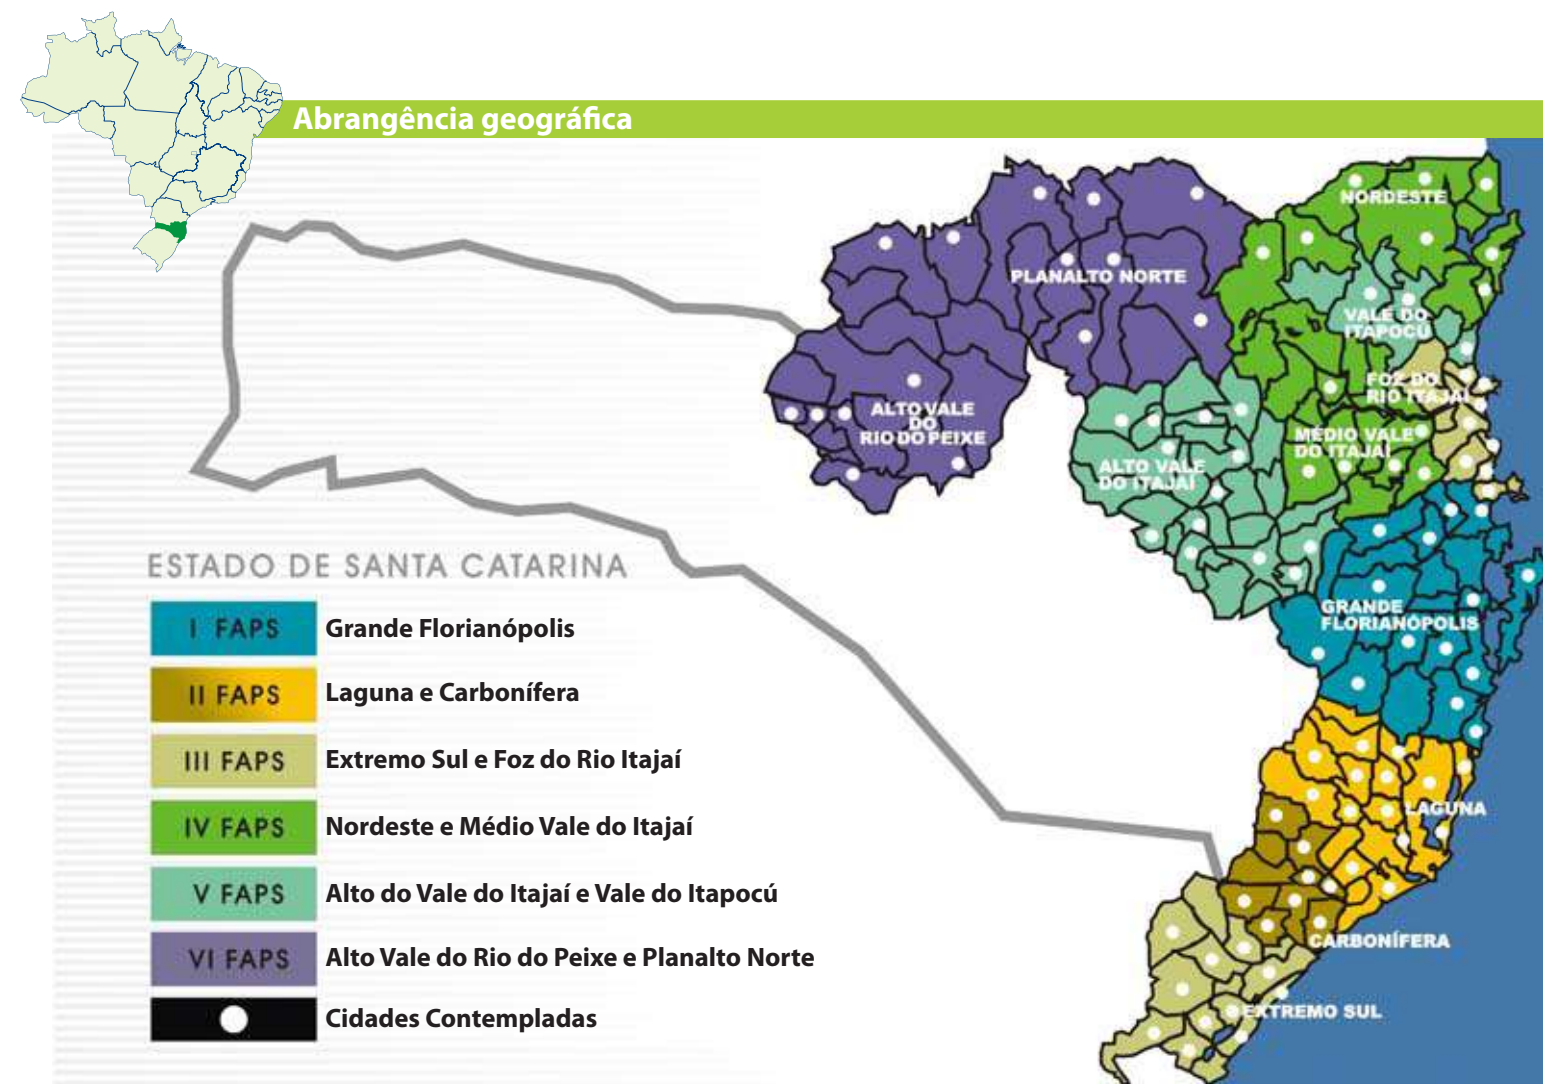 Abrangência geográfica
NORDESTE
PLANALTO NORTE
VALE DO
ITAPOCÚ
FOZ DO
RIO ITAJAÍ
ALTO VALE
DO
RIO DO PEIXE
MÉDIO VALE
DO ITAJAÍ
ALTO VALE
DO ITAJAÍ
GRANDE
FLORIANÓPOLIS
LAGUNA
CARBONÍFERA
EXTREMO SUL
ESTADO DE SANTA CATARINA
I FAPS Grande Florianópolis
II FAPS Laguna e Carbonífera
III FAPS Extremo Sul e Foz do Rio Itajaí
IV FAPS Nordeste e Médio Vale do Itajaí
V FAPS Alto do Vale do Itajaí e Vale do Itapocú
VI FAPS Alto Vale do Rio do Peixe e Planalto Norte
Cidades Contempladas